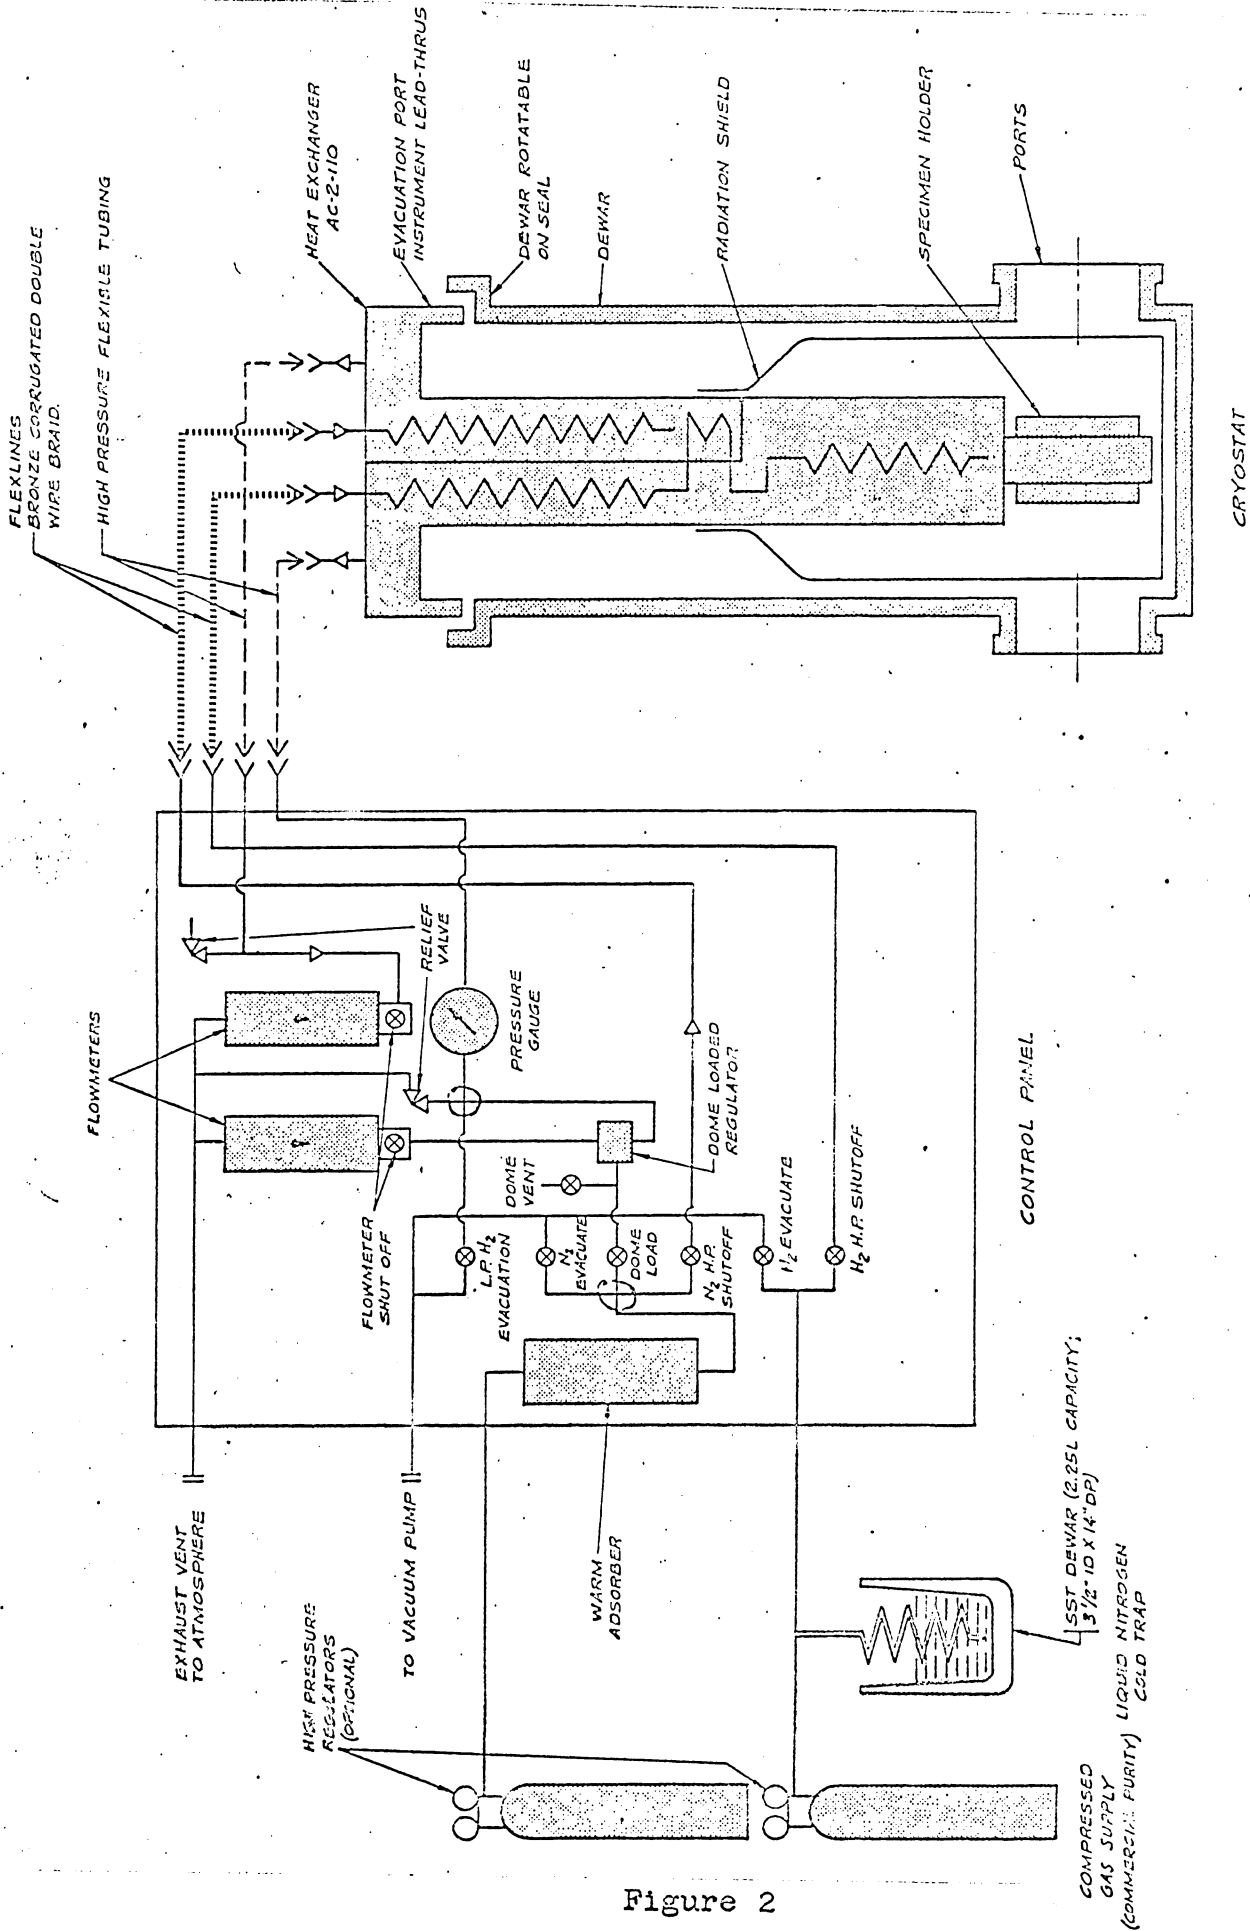 FLEXLINES
BRONZE CORRUGATED DOUBLE
WIRE BRAID.
HIGH PRESSURE FLEXIBLE TUBING
HEAT EXCHANGER
AC-2-110
EVACUATION PORT
INSTRUMENT LEAD-THRUS
DEWAR ROTATABLE
ON SEAL
DEWAR
RADIATION SHIELD
SPECIMEN HOLDER
PORTS
CRYOSTAT
FLOWMETERS
RELIEF
VALVE
PRESSURE
GAUGE
DOME LOADED
REGULATOR
FLOWMETER
SHUT OFF
DOME
VENT
L.P. H2
EVACUATION
N2
EVACUATE
DOME
LOAD
N2 H.P.
SHUTOFF
EVACUATE
H2 H.P. SHUTOFF
CONTROL PANEL
EXHAUST VENT
TO ATMOSPHERE
TO VACUUM PUMP
WARM
ADSORBER
HIGH PRESSURE
REGULATORS
(OPTIONAL)
SST DEWAR (2.25L CAPACITY;
3 1/2" ID X 14" DP)
LIQUID NITROGEN
COLD TRAP
COMPRESSED
GAS SUPPLY
(COMMERCIAL PURITY)
Figure 2